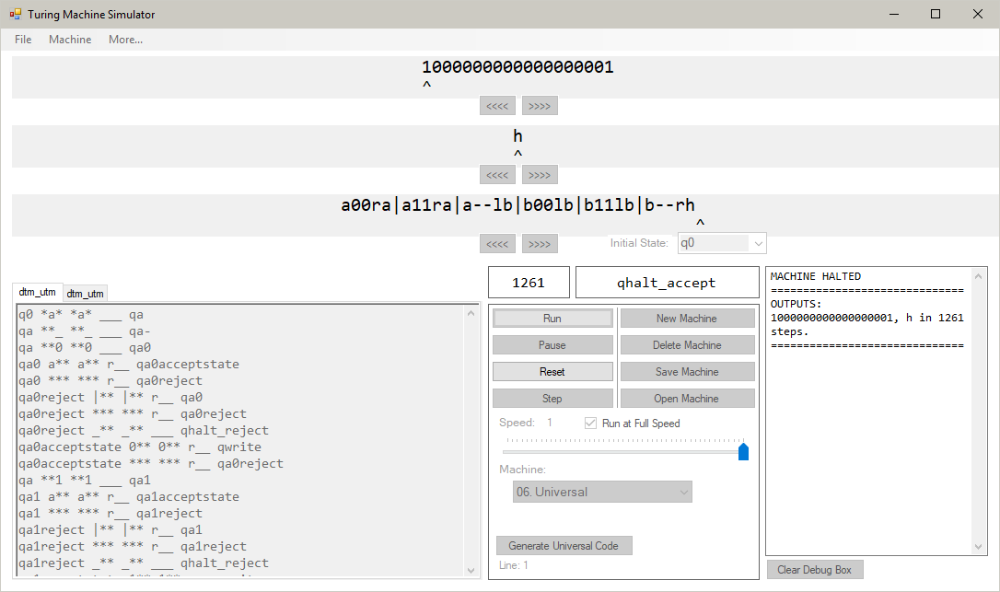 Turing Machine Simulator
File Machine More...
1000000000000000001
^
<<<< >>>>
h
^
<<<< >>>>
a00ra|a11ra|a--lb|b00lb|b11lb|b--rh
^
<<<< >>>>
Initial State: q0
dtm_utm dtm_utm
q0 *a* *a* ___ qa
qa **_ **_ ___ qa-
qa **0 **0 ___ qa0
qa0 a** a** r__ qa0acceptstate
qa0 *** *** r__ qa0reject
qa0reject |** |** r__ qa0
qa0reject *** *** r__ qa0reject
qa0reject _** _** ___ qhalt_reject
qa0acceptstate 0** 0** r__ qwrite
qa0acceptstate *** *** r__ qa0reject
qa **1 **1 ___ qa1
qa1 a** a** r__ qa1acceptstate
qa1 *** *** r__ qa1reject
qa1reject |** |** r__ qa1
qa1reject *** *** r__ qa1reject
qa1reject _** _** ___ qhalt_reject
1261 qhalt_accept
Run New Machine
Pause Delete Machine
Reset Save Machine
Step Open Machine
Speed: 1 Run at Full Speed
Machine:
06. Universal
Generate Universal Code
Line: 1
MACHINE HALTED
==============================
OUTPUTS:
1000000000000000001, h in 1261
steps.
==============================
Clear Debug Box